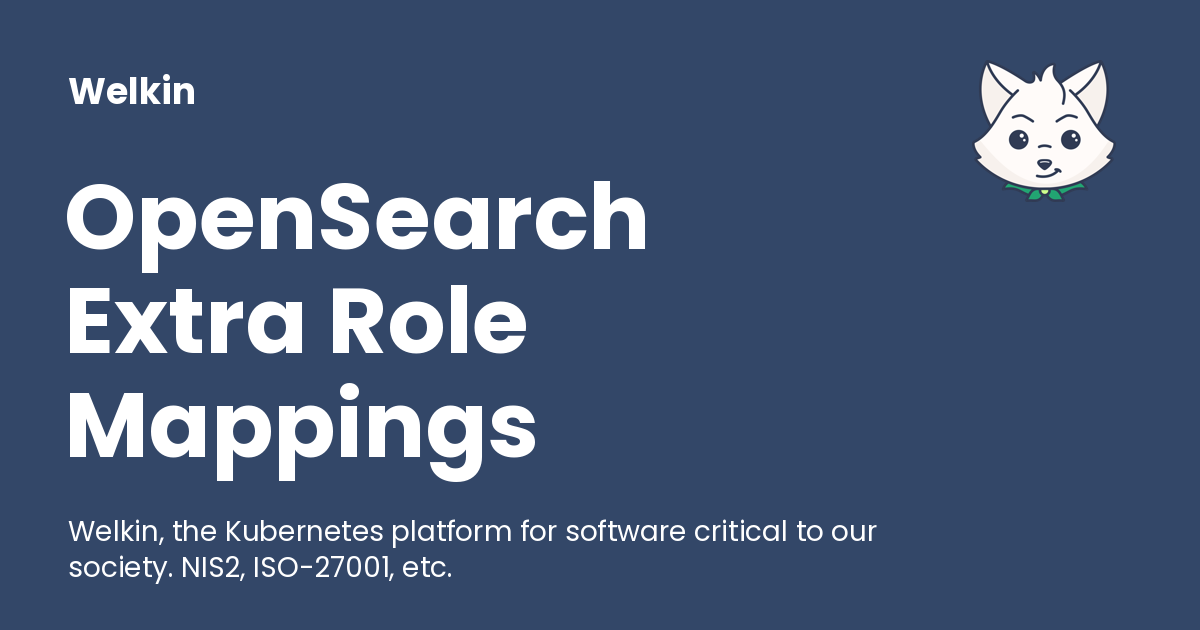 Welkin
OpenSearch
Extra Role
Mappings
Welkin, the Kubernetes platform for software critical to our
society. NIS2, ISO-27001, etc.